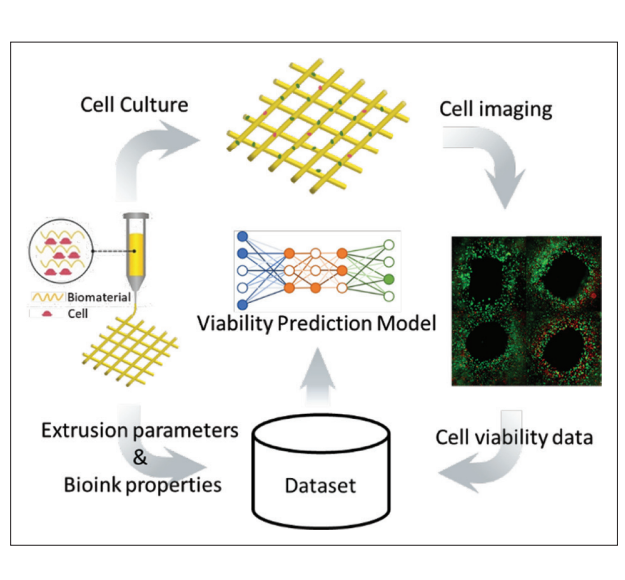 Cell Culture
Cell imaging
Biomaterial
Cell
Viability Prediction Model
Extrusion parameters
&
Bioink properties
Dataset
Cell viability data